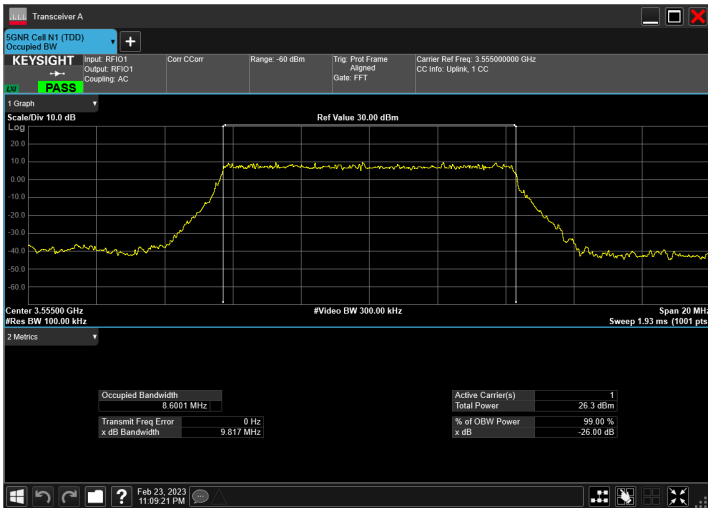 Transceiver A
5GNR Cell N1 (TDD)
Occupied BW
KEYSIGHT
LXI
PASS
Input: RFIO1
Output: RFIO1
Coupling: AC
Corr CCorr
Range: -60 dBm
Trig: Prot Frame
Aligned
Gate: FFT
Carrier Ref Freq: 3.555000000 GHz
CC Info: Uplink, 1 CC
1 Graph
Scale/Div 10.0 dB
Ref Value 30.00 dBm
Log
20.0
10.0
0.00
-10.0
-20.0
-30.0
-40.0
-50.0
-60.0
Center 3.55500 GHz
#Video BW 300.00 kHz
Span 20 MHz
#Res BW 100.00 kHz
Sweep 1.93 ms (1001 pts
2 Metrics
Occupied Bandwidth
8.6001 MHz
Active Carrier(s) 1
Total Power 26.3 dBm
Transmit Freq Error 0 Hz
x dB Bandwidth 9.817 MHz
% of OBW Power 99.00 %
x dB -26.00 dB
?
Feb 23, 2023
11:09:21 PM